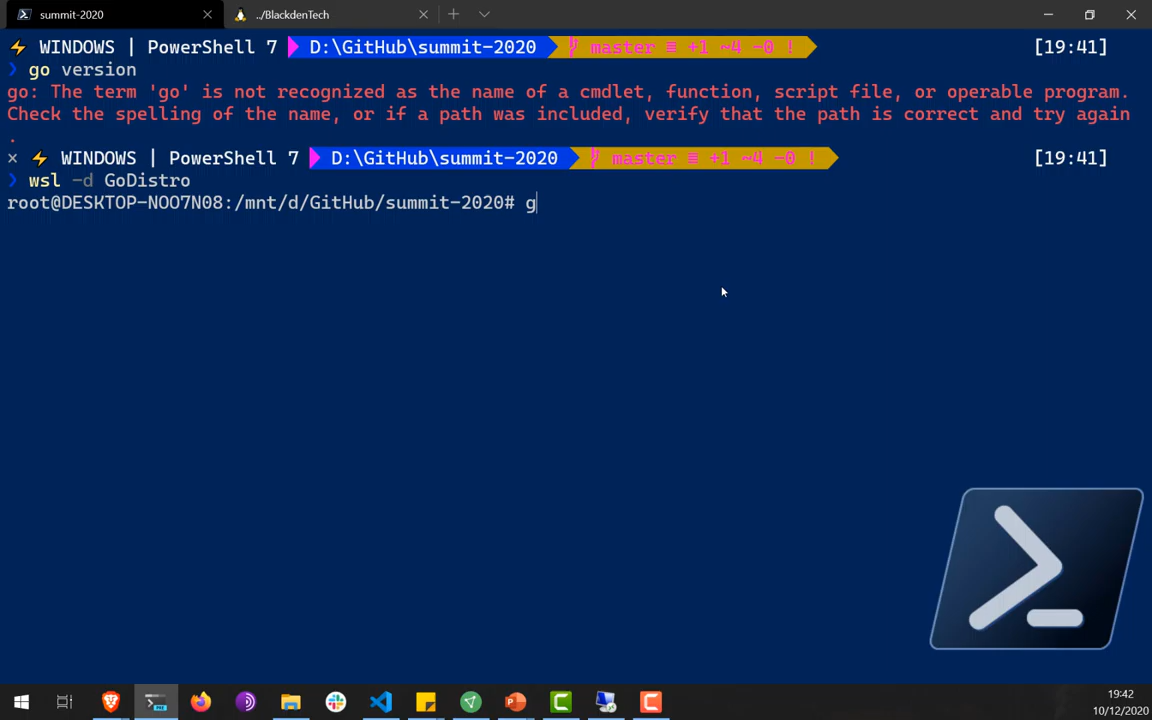 summit-2020
../BlackdenTech
⚡ WINDOWS | PowerShell 7 D:\GitHub\summit-2020 master ≡ +1 ~4 -0 ! [19:41]
❯ go version
go: The term 'go' is not recognized as the name of a cmdlet, function, script file, or operable program.
Check the spelling of the name, or if a path was included, verify that the path is correct and try again
.
× ⚡ WINDOWS | PowerShell 7 D:\GitHub\summit-2020 master ≡ +1 ~4 -0 ! [19:41]
❯ wsl -d GoDistro
root@DESKTOP-NOO7N08:/mnt/d/GitHub/summit-2020# g
19:42
10/12/2020